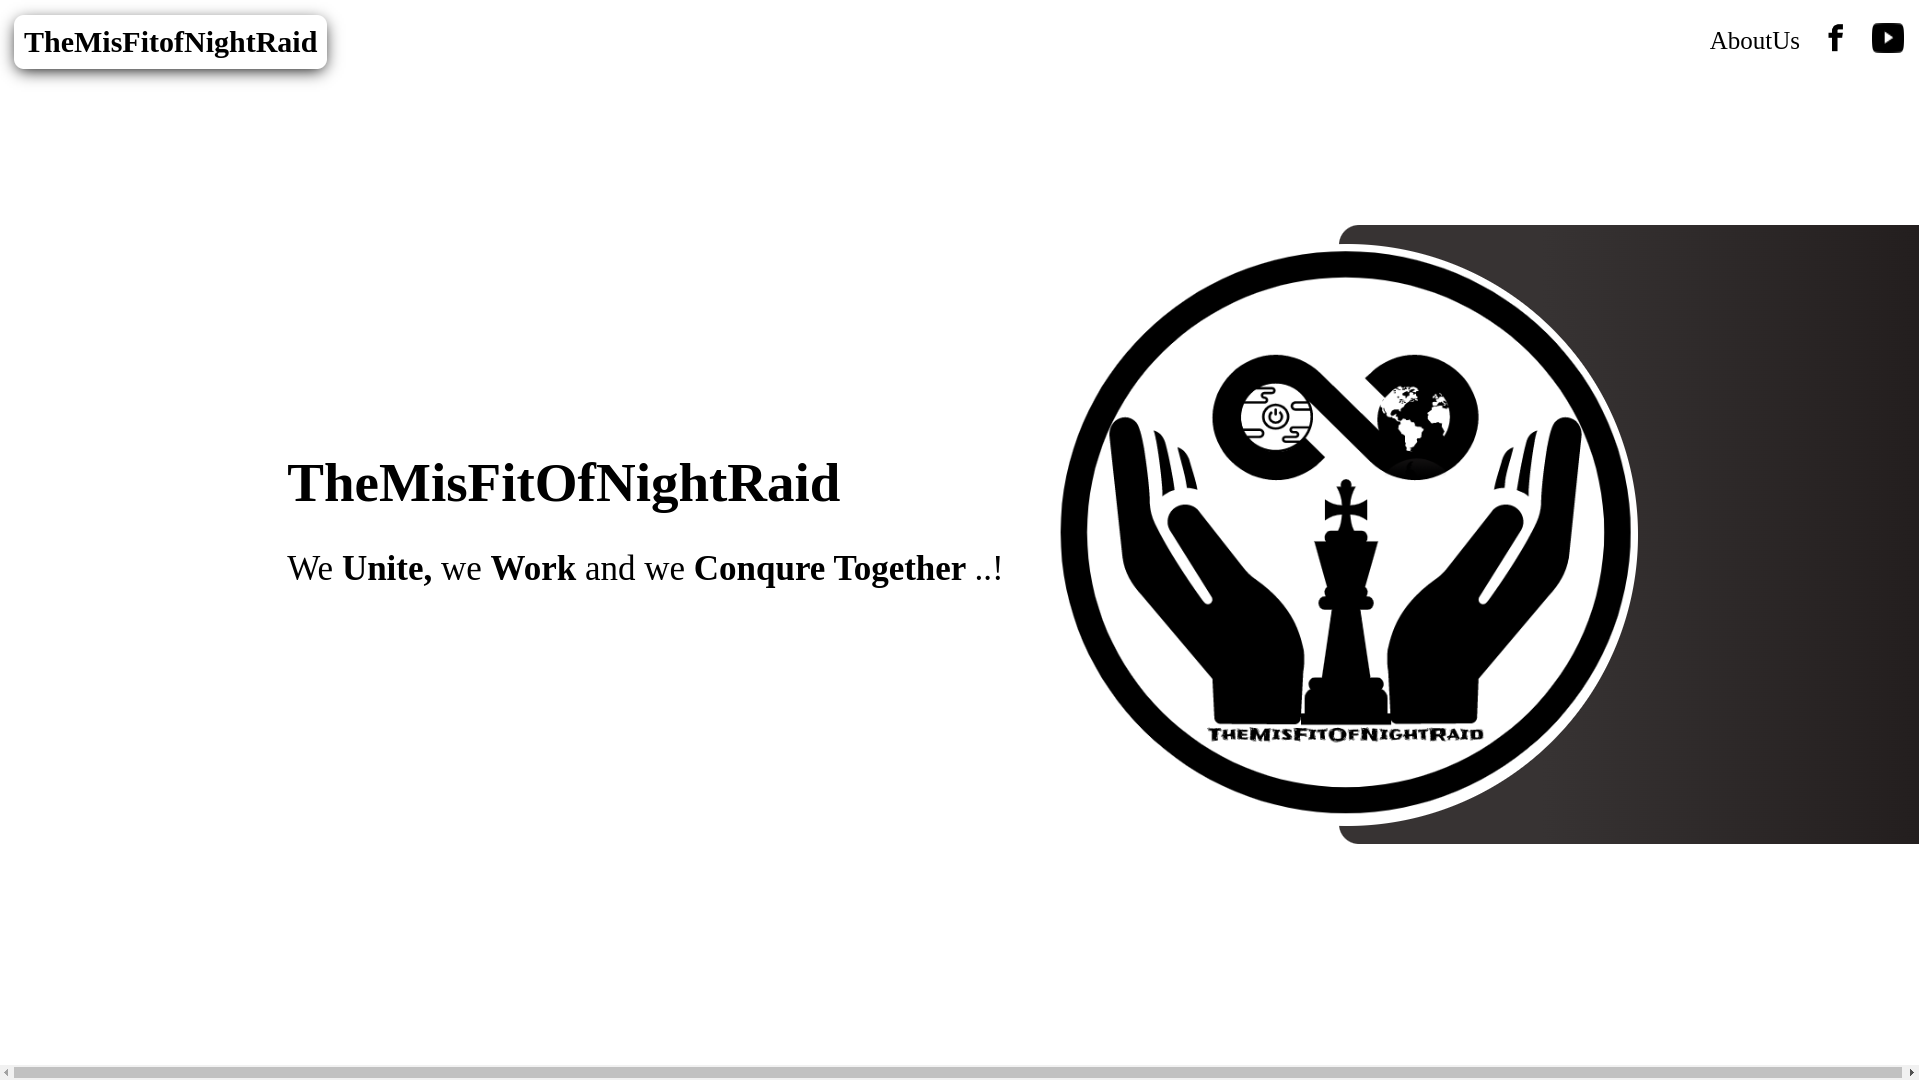 TheMisFitofNightRaid
AboutUs
TheMisFitOfNightRaid
We Unite, we Work and we Conqure Together ..!
TheMisFitOfNightRaid